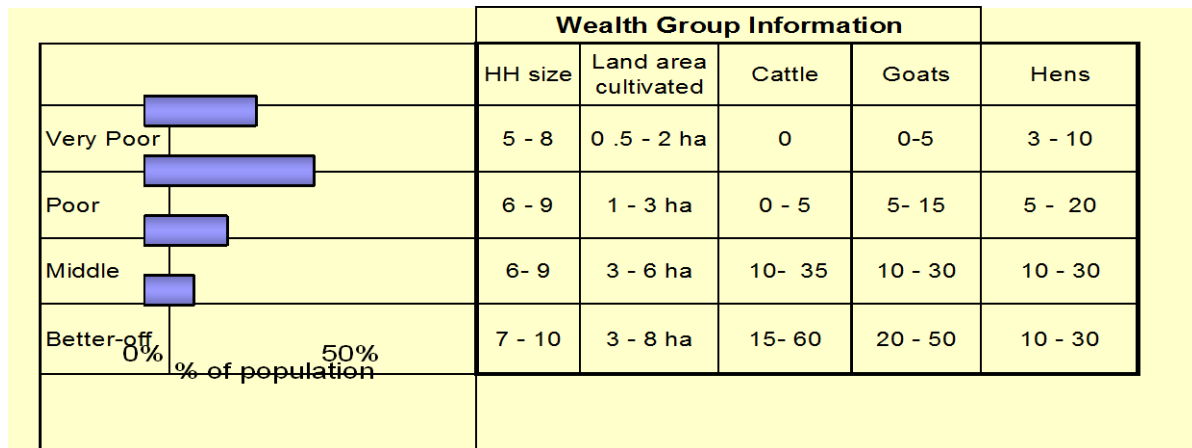 Wealth Group Information
HH size
Land area
cultivated
Cattle
Goats
Hens
Very Poor
5 - 8
0 .5 - 2 ha
0
0-5
3 - 10
Poor
6 - 9
1 - 3 ha
0 - 5
5- 15
5 - 20
Middle
6- 9
3 - 6 ha
10- 35
10 - 30
10 - 30
Better-off
7 - 10
3 - 8 ha
15- 60
20 - 50
10 - 30
0%
50%
% of population